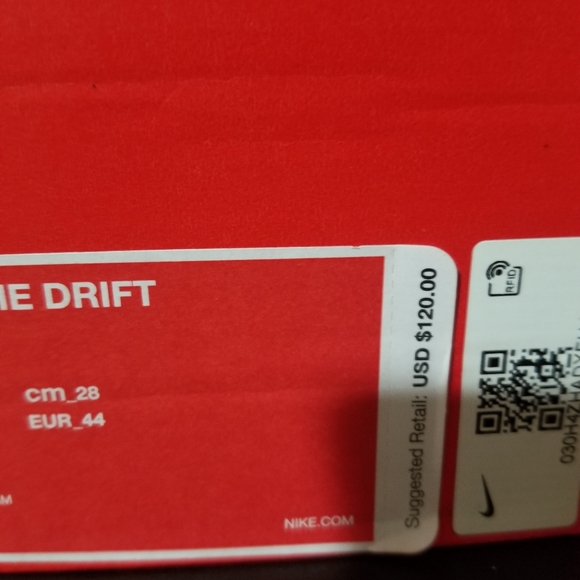 IE DRIFT
cm_28
EUR_44
NIKE.COM
Suggested Retail: USD $120.00
RFID